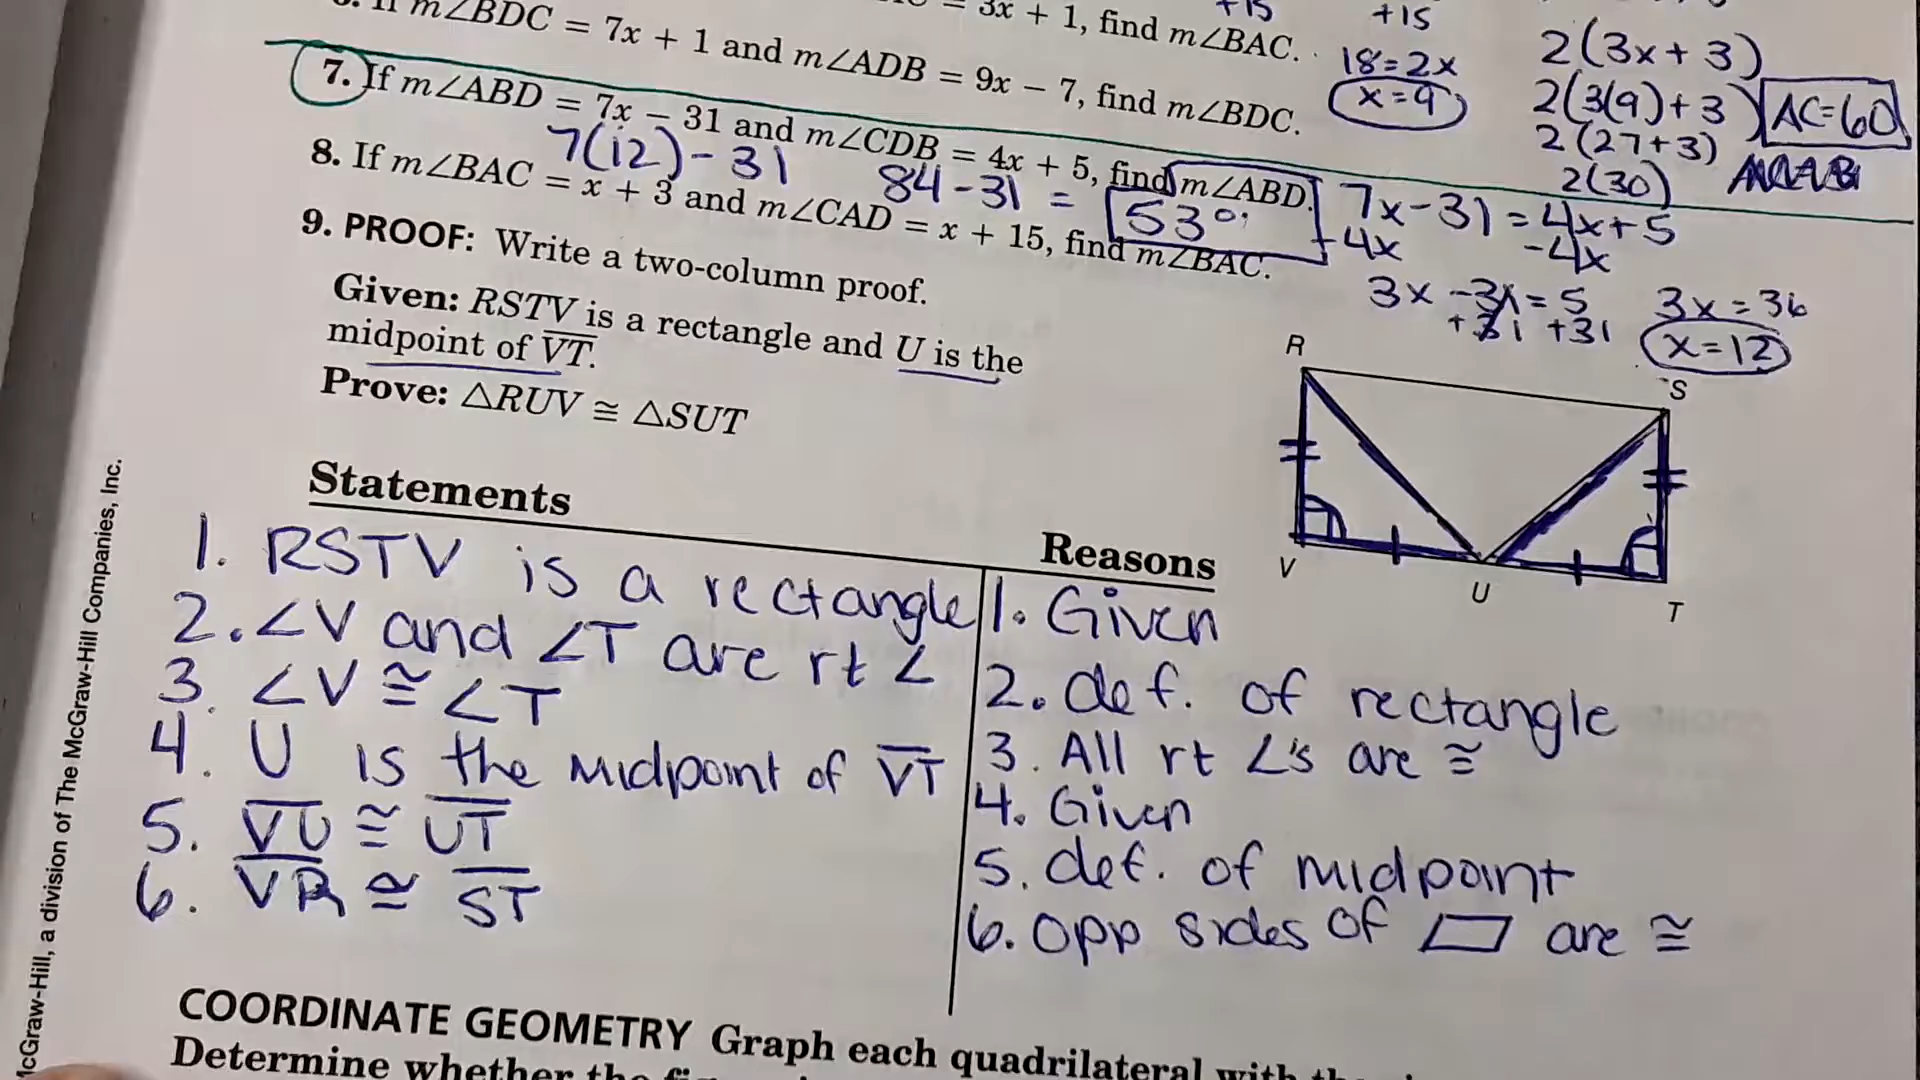 If m∠BDC = 7x + 1 and m∠ADB = 9x − 7, find m∠BDC.
= 3x + 1, find m∠BAC.
+15 +15
18=2x
x=9
2(3x+3)
2(3(9)+3)
2(27+3)
2(30)
AC=60
7. If m∠ABD = 7x − 31 and m∠CDB = 4x + 5, find m∠ABD.
7(12)-31 84-31 = 53°
7x-31=4x+5
-4x -4x
3x-31=5
+31 +31
3x=36
x=12
8. If m∠BAC = x + 3 and m∠CAD = x + 15, find m∠BAC.
9. PROOF: Write a two-column proof.
Given: RSTV is a rectangle and U is the
midpoint of V̅T̅.
Prove: △RUV ≅ △SUT
R
S
V
U
T
Statements
Reasons
1. RSTV is a rectangle
1. Given
2. ∠V and ∠T are rt ∠
2. def. of rectangle
3. ∠V ≅ ∠T
3. All rt ∠'s are ≅
4. U is the midpoint of V̅T̅
4. Given
5. V̅U̅ ≅ U̅T̅
5. def. of midpoint
6. V̅R̅ ≅ S̅T̅
6. Opp sides of ▱ are ≅
COORDINATE GEOMETRY Graph each quadrilateral with the
Determine whether the
McGraw-Hill, a division of The McGraw-Hill Companies, Inc.